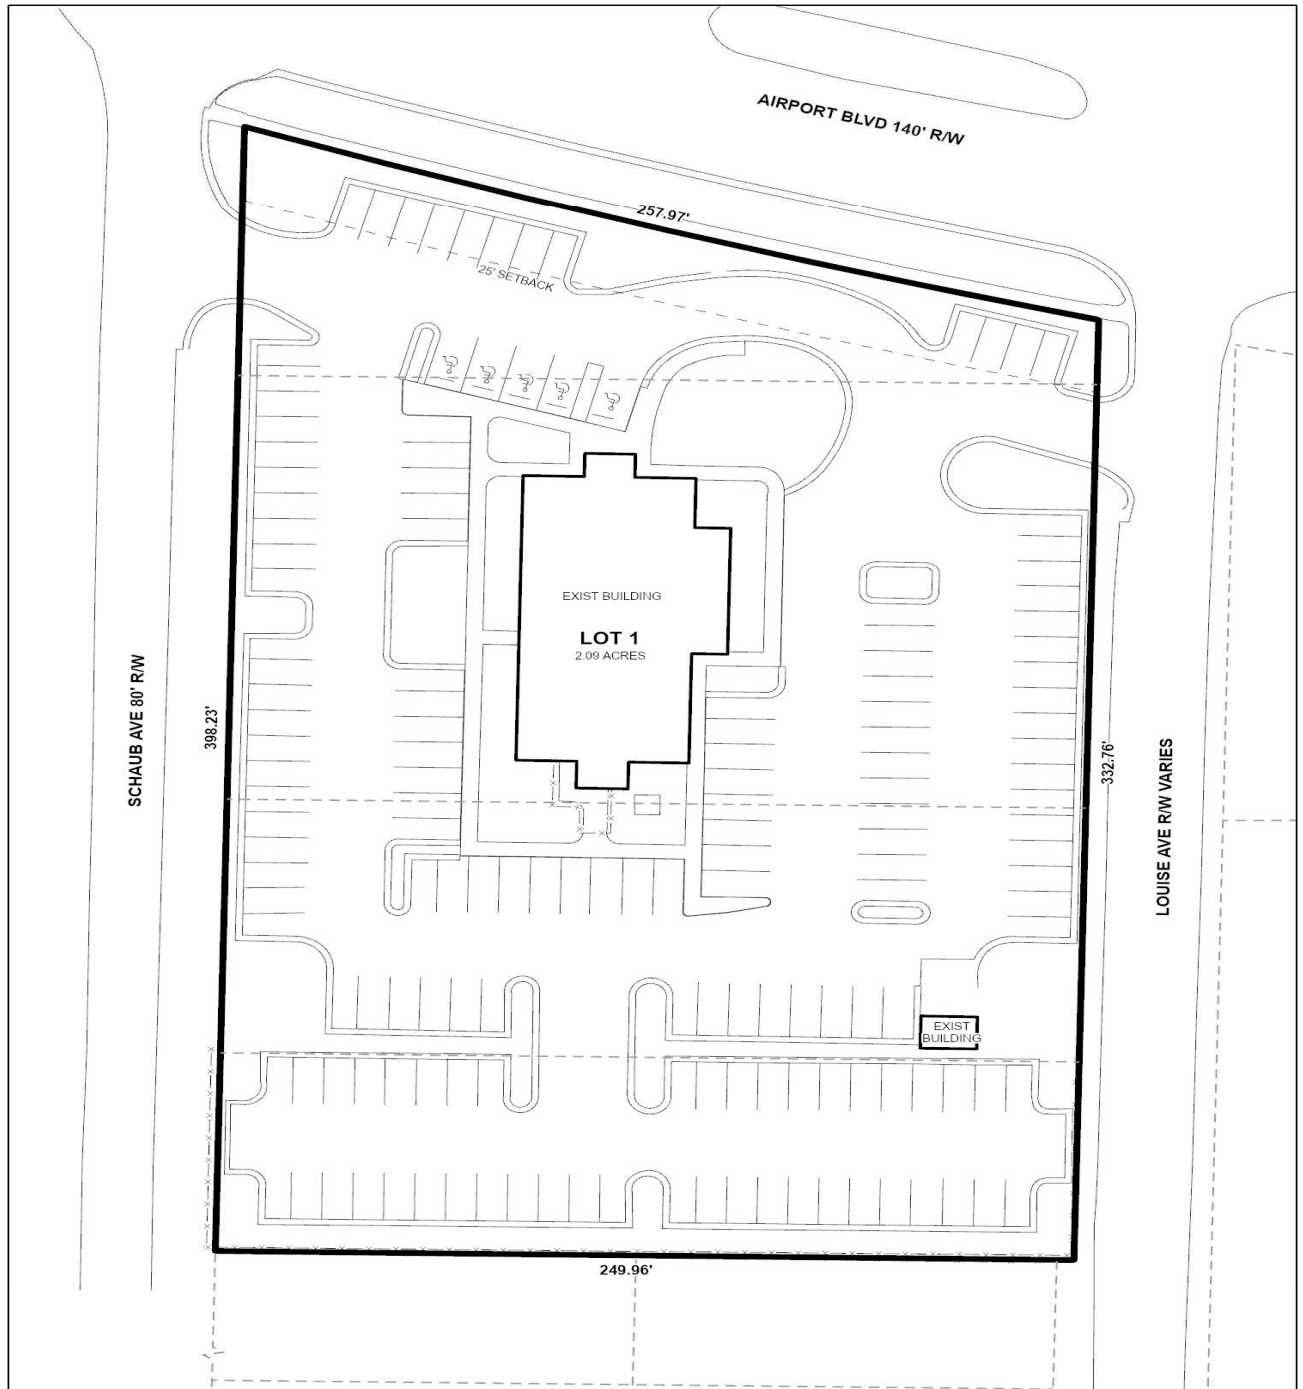 AIRPORT BLVD 140' R/W
257.97'
25' SETBACK
EXIST BUILDING
LOT 1
2.09 ACRES
SCHAUB AVE 80' R/W
398.23'
332.76'
LOUISE AVE R/W VARIES
EXIST
BUILDING
249.96'